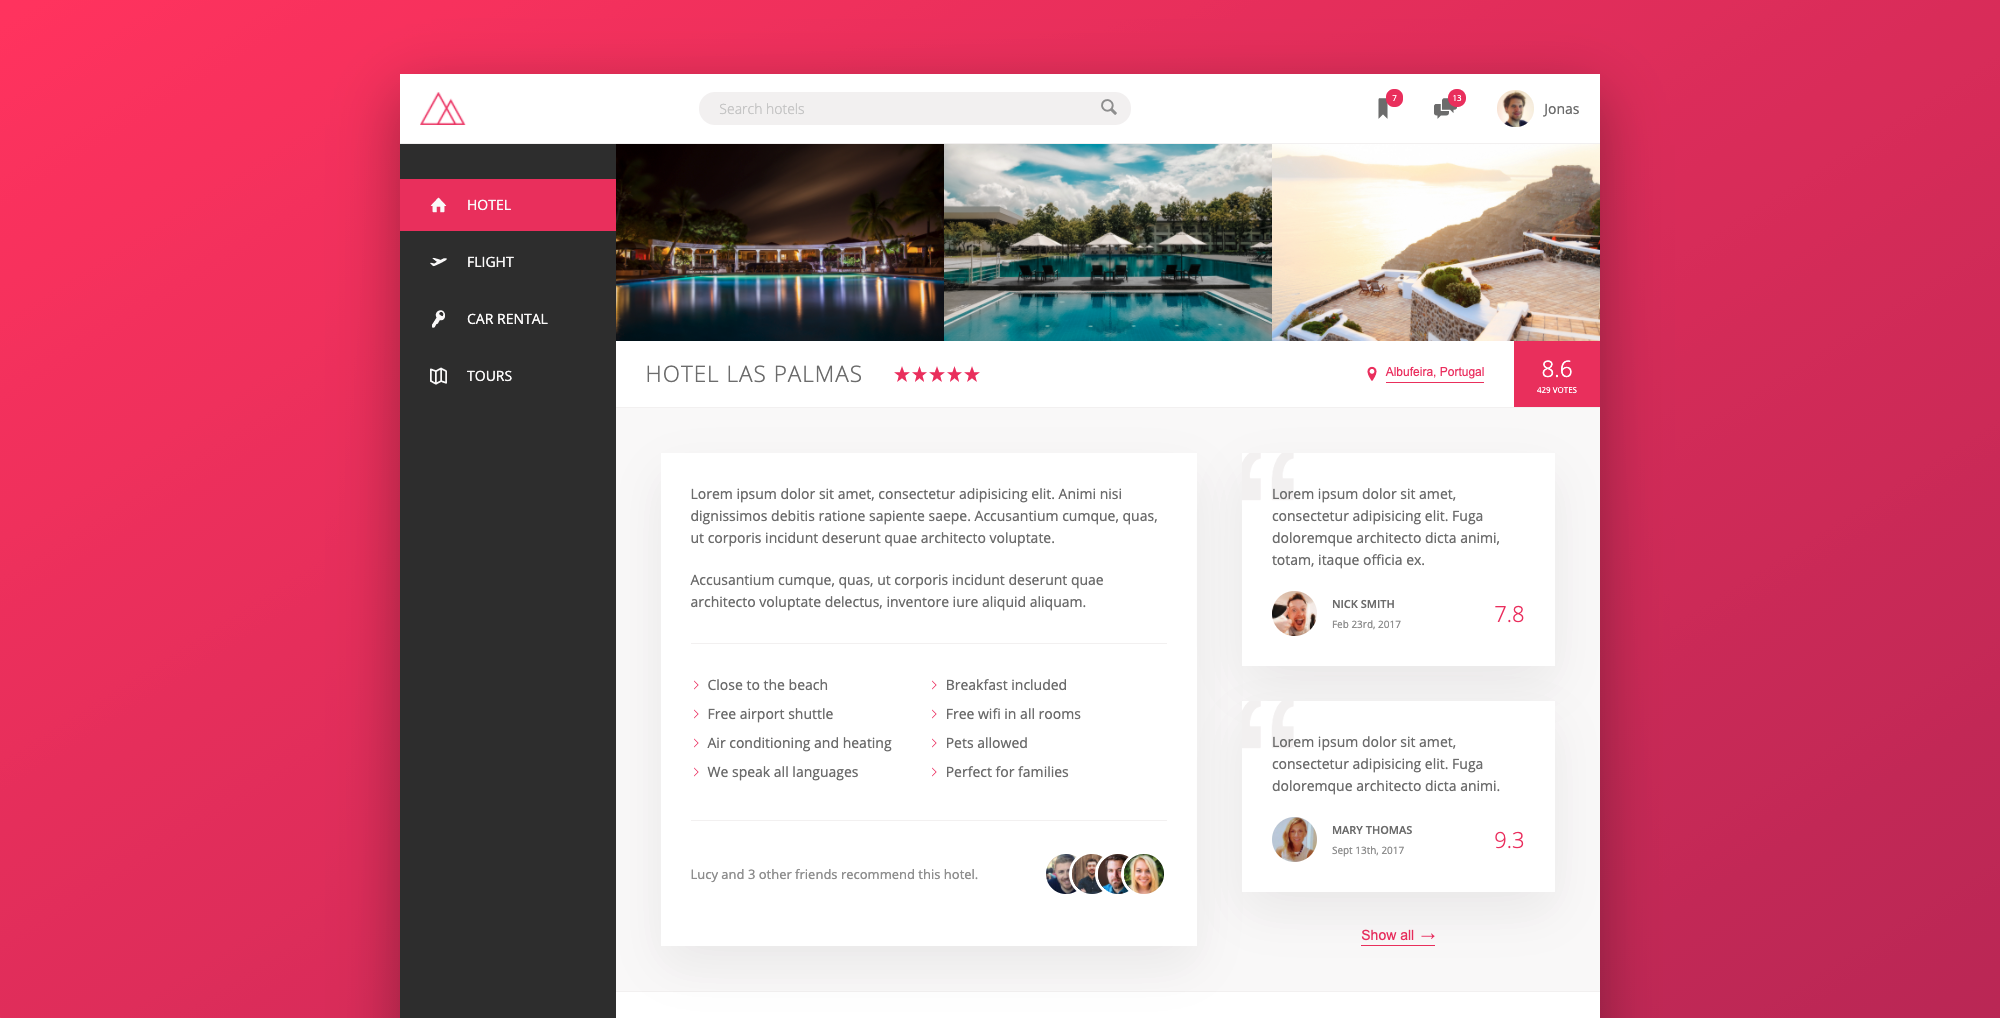 Search hotels
7
13
Jonas
HOTEL
FLIGHT
CAR RENTAL
TOURS
HOTEL LAS PALMAS
Albufeira, Portugal
8.6
429 VOTES
Lorem ipsum dolor sit amet, consectetur adipisicing elit. Animi nisi
dignissimos debitis ratione sapiente saepe. Accusantium cumque, quas,
ut corporis incidunt deserunt quae architecto voluptate.
Accusantium cumque, quas, ut corporis incidunt deserunt quae
architecto voluptate delectus, inventore iure aliquid aliquam.
Close to the beach
Breakfast included
Free airport shuttle
Free wifi in all rooms
Air conditioning and heating
Pets allowed
We speak all languages
Perfect for families
Lucy and 3 other friends recommend this hotel.
“
Lorem ipsum dolor sit amet,
consectetur adipisicing elit. Fuga
doloremque architecto dicta animi,
totam, itaque officia ex.
NICK SMITH
Feb 23rd, 2017
7.8
“
Lorem ipsum dolor sit amet,
consectetur adipisicing elit. Fuga
doloremque architecto dicta animi.
MARY THOMAS
Sept 13th, 2017
9.3
Show all →